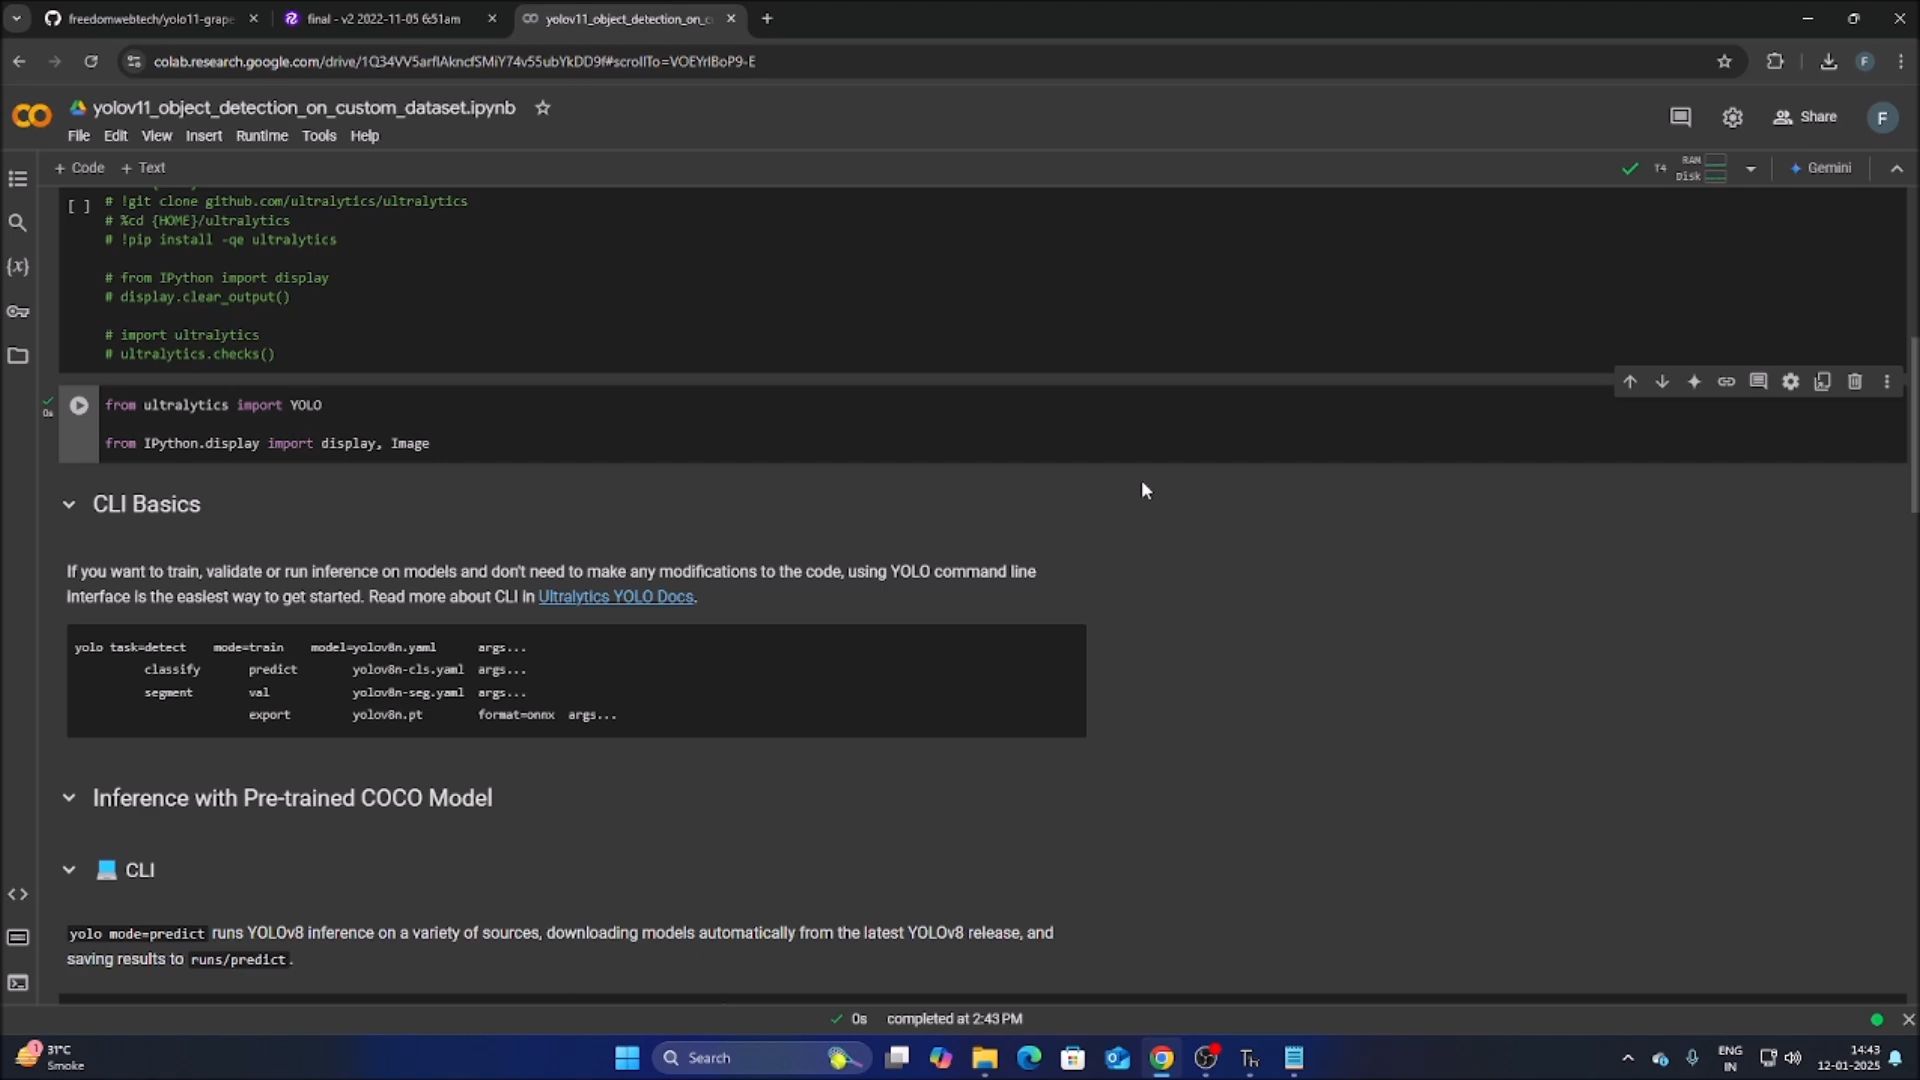 freedomwebtech/yolo11-grape
final - v2 2022-11-05 6:51am
yolov11_object_detection_on_c
colab.research.google.com/drive/1Q34VV5arflAkncfSMiY74v55ubYkDD9f#scrollTo=VOEYrIBoP9-E
F
CO
yolov11_object_detection_on_custom_dataset.ipynb
File Edit View Insert Runtime Tools Help
Share
F
+ Code + Text
T4 RAM Disk
Gemini
[ ] # !git clone github.com/ultralytics/ultralytics
# %cd {HOME}/ultralytics
# !pip install -qe ultralytics
# from IPython import display
# display.clear_output()
# import ultralytics
# ultralytics.checks()
0s
from ultralytics import YOLO
from IPython.display import display, Image
CLI Basics
If you want to train, validate or run inference on models and don't need to make any modifications to the code, using YOLO command line
interface is the easiest way to get started. Read more about CLI in Ultralytics YOLO Docs.
yolo task=detect mode=train model=yolov8n.yaml args...
classify predict yolov8n-cls.yaml args...
segment val yolov8n-seg.yaml args...
export yolov8n.pt format=onnx args...
Inference with Pre-trained COCO Model
CLI
yolo mode=predict runs YOLOv8 inference on a variety of sources, downloading models automatically from the latest YOLOv8 release, and
saving results to runs/predict.
0s completed at 2:43 PM
1
31°C
Smoke
Search
Th
ENG
IN
14:43
12-01-2025